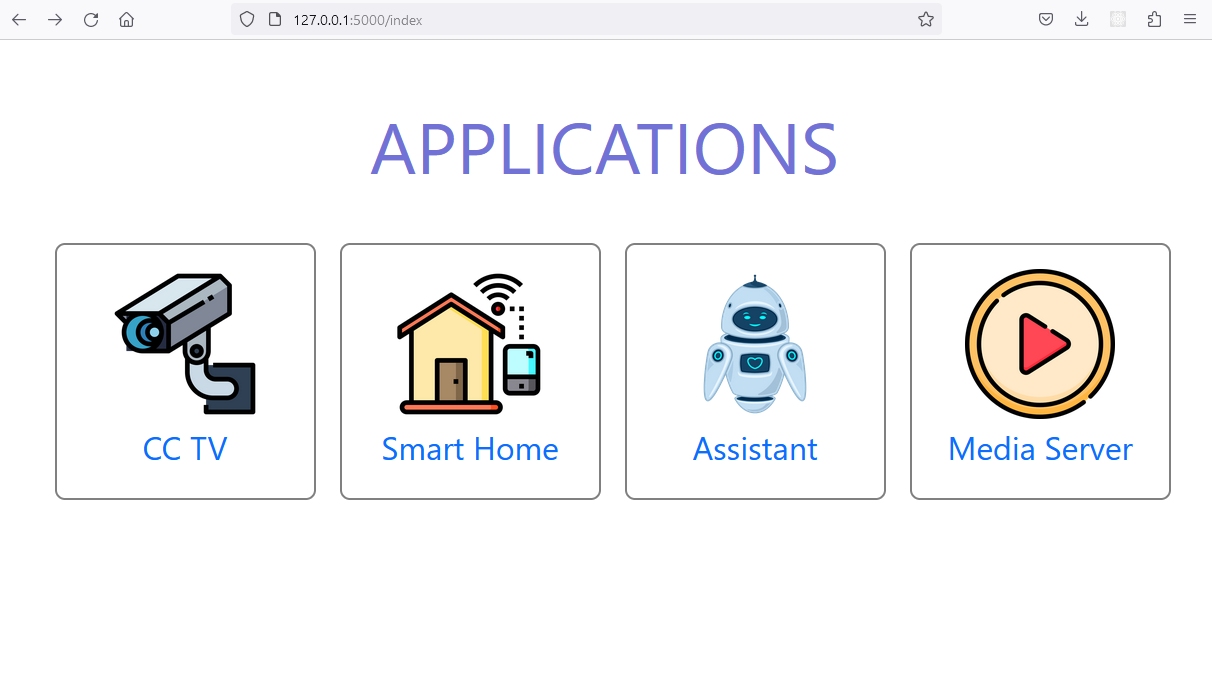 127.0.0.1:5000/index
APPLICATIONS
CC TV
Smart Home
Assistant
Media Server